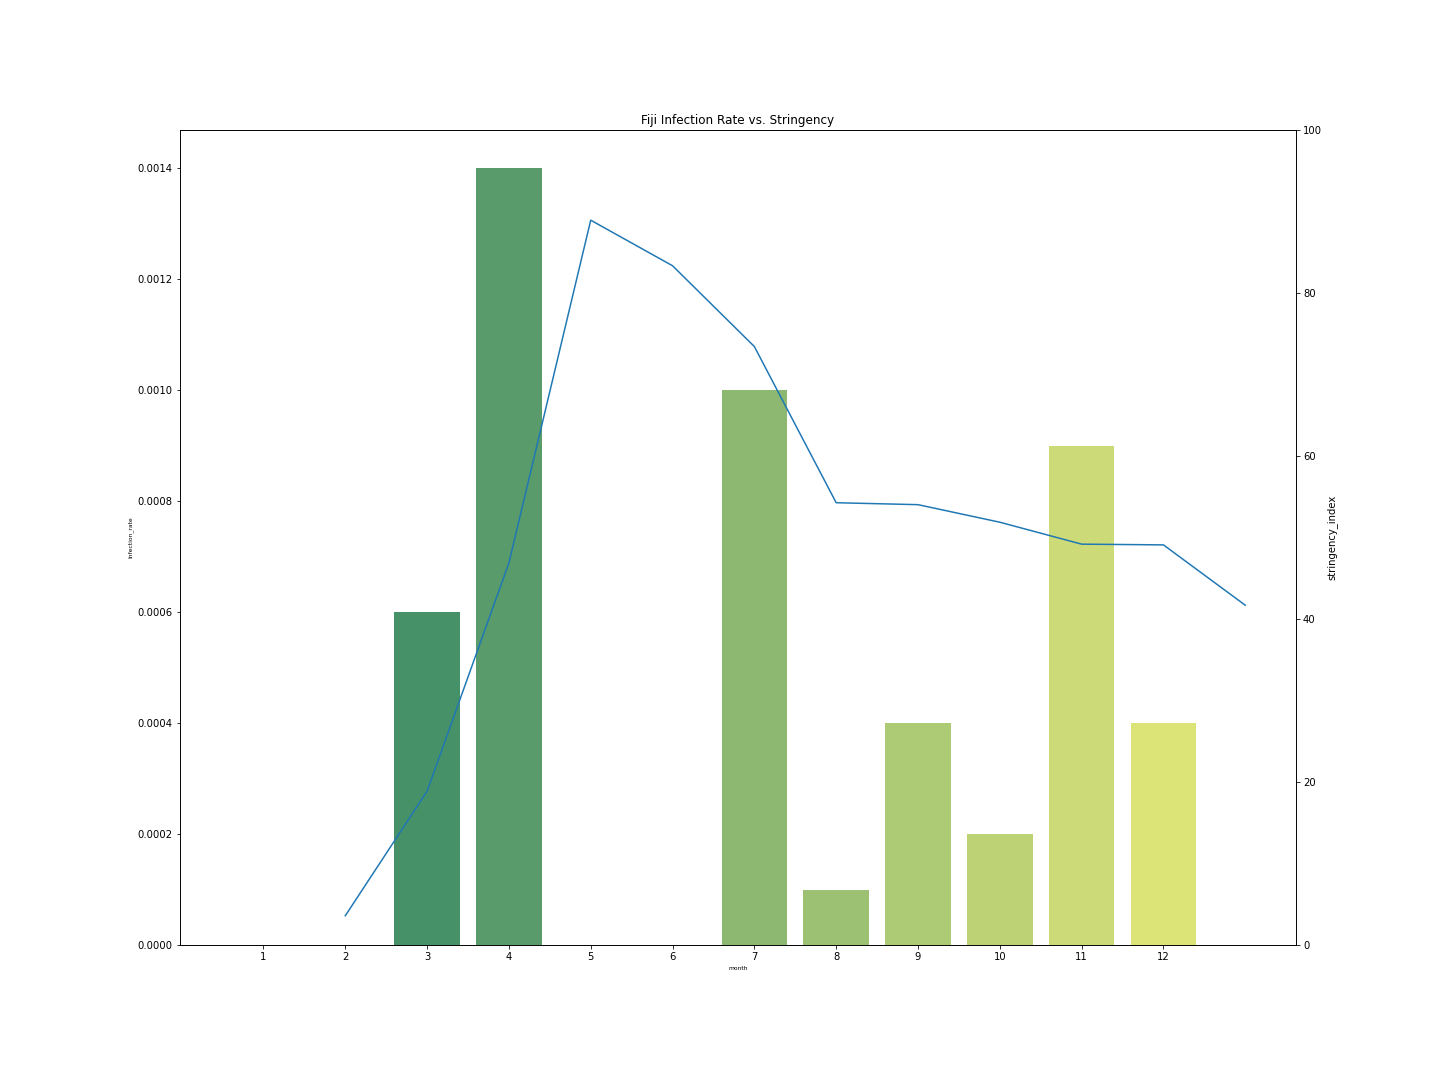 Fiji Infection Rate vs. Stringency
0.0014
0.0012
0.0010
0.0008
0.0006
0.0004
0.0002
0.0000
Infection_rate
1 2 3 4 5 6 7 8 9 10 11 12
month
100
80
60
40
20
0
stringency_index